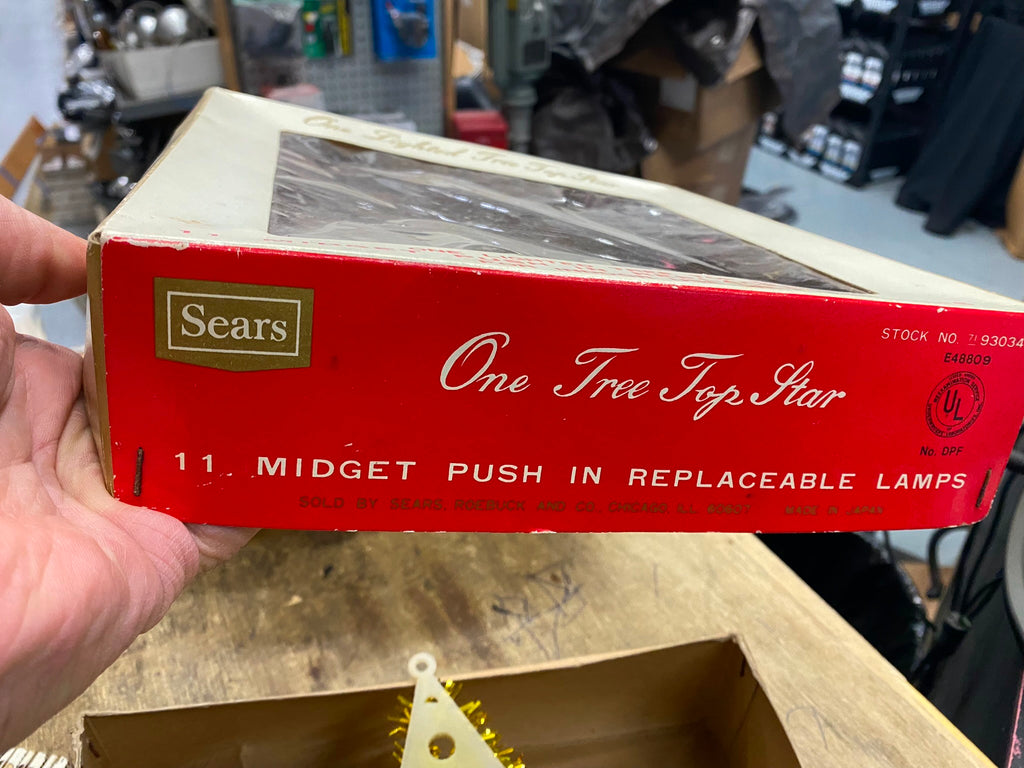 One Lighted Tree Top Star
Sears
One Tree Top Star
STOCK NO. 71 93034
E48809
UL
No. DPF
11 MIDGET PUSH IN REPLACEABLE LAMPS
SOLD BY SEARS, ROEBUCK AND CO. CHICAGO, ILL. 60607 MADE IN JAPAN